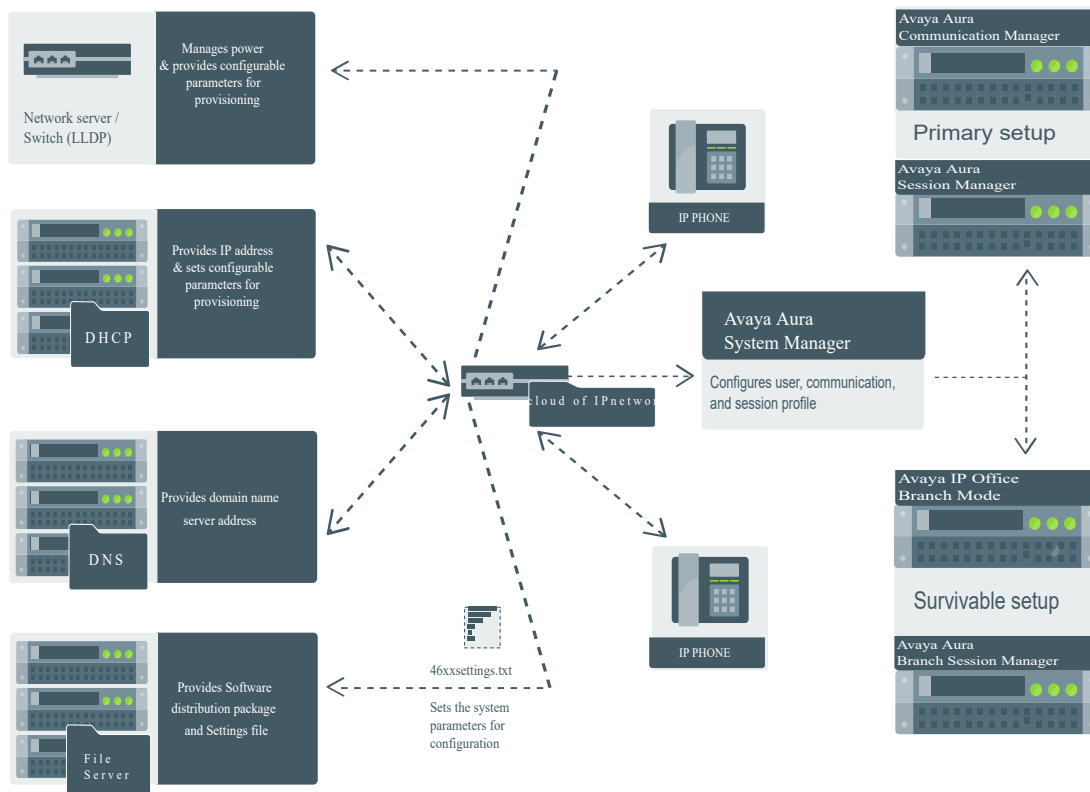 Network server /
Switch (LLDP)
Manages power
& provides configurable
parameters for
provisioning
DHCP
Provides IP address
& sets configurable
parameters for
provisioning
DNS
Provides domain name
server address
File
Server
Provides Software
distribution package
and Settings file
46xxsettings.txt
Sets the system
parameters for
configuration
IP PHONE
cloud of IPnetwor
IP PHONE
Avaya Aura
System Manager
Configures user, communication,
and session profile
Avaya Aura
Communication Manager
Primary setup
Avaya Aura
Session Manager
Avaya IP Office
Branch Mode
Survivable setup
Avaya Aura
Branch Session Manager